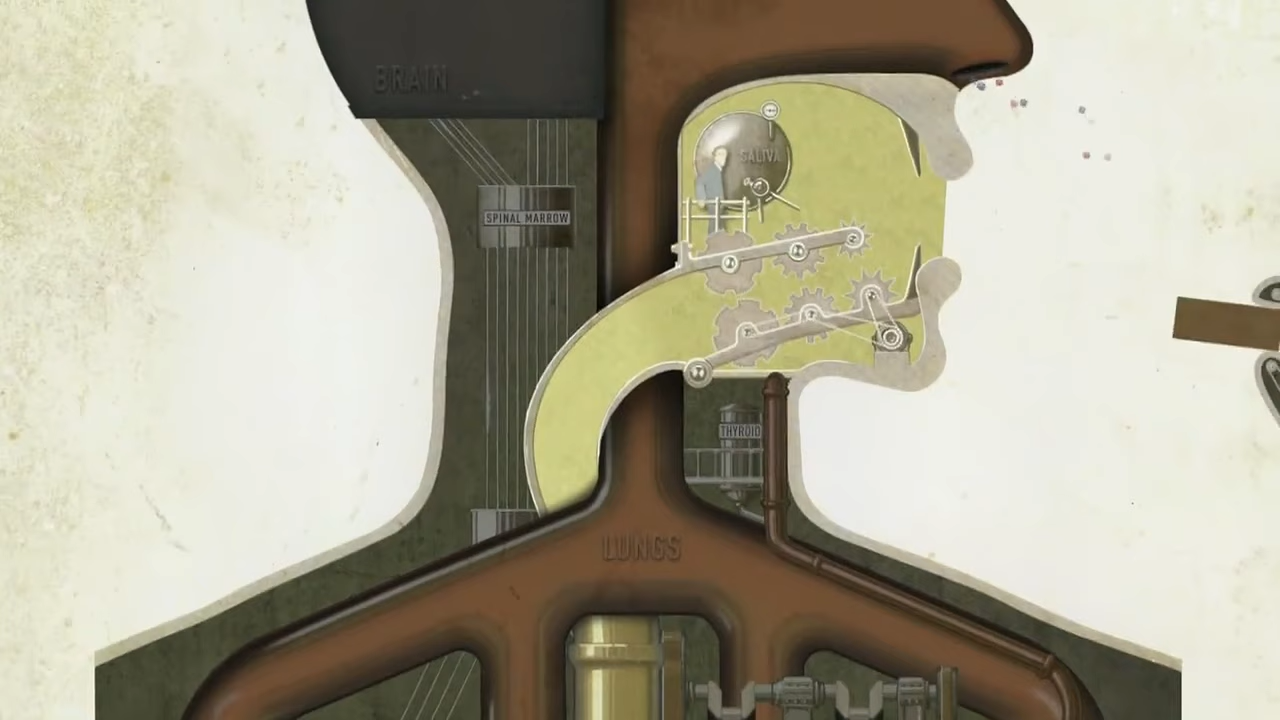 BRAIN
SALIVA
SPINAL MARROW
THYROID
LUNGS